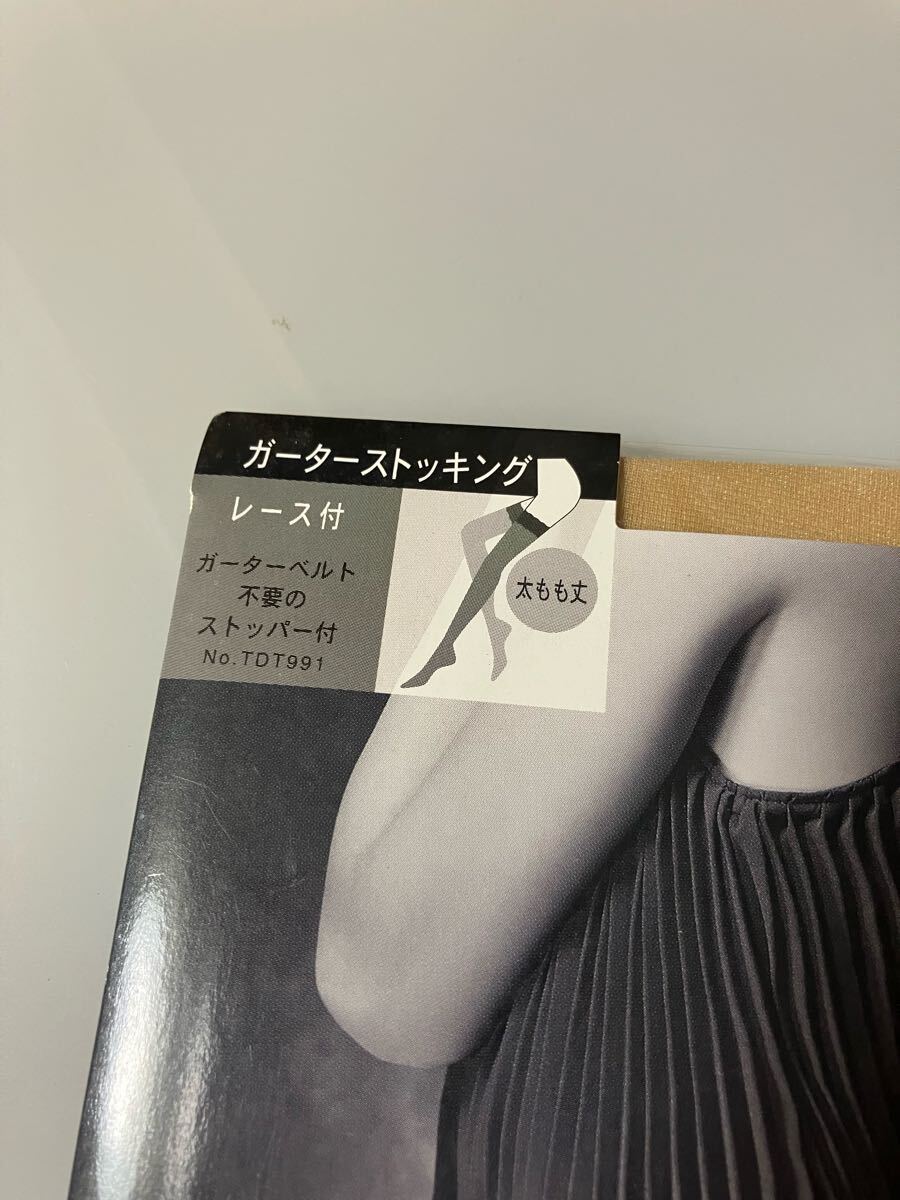 ガーターストッキング
レース付
ガーターベルト
不要の
ストッパー付
No.TDT991
太もも丈